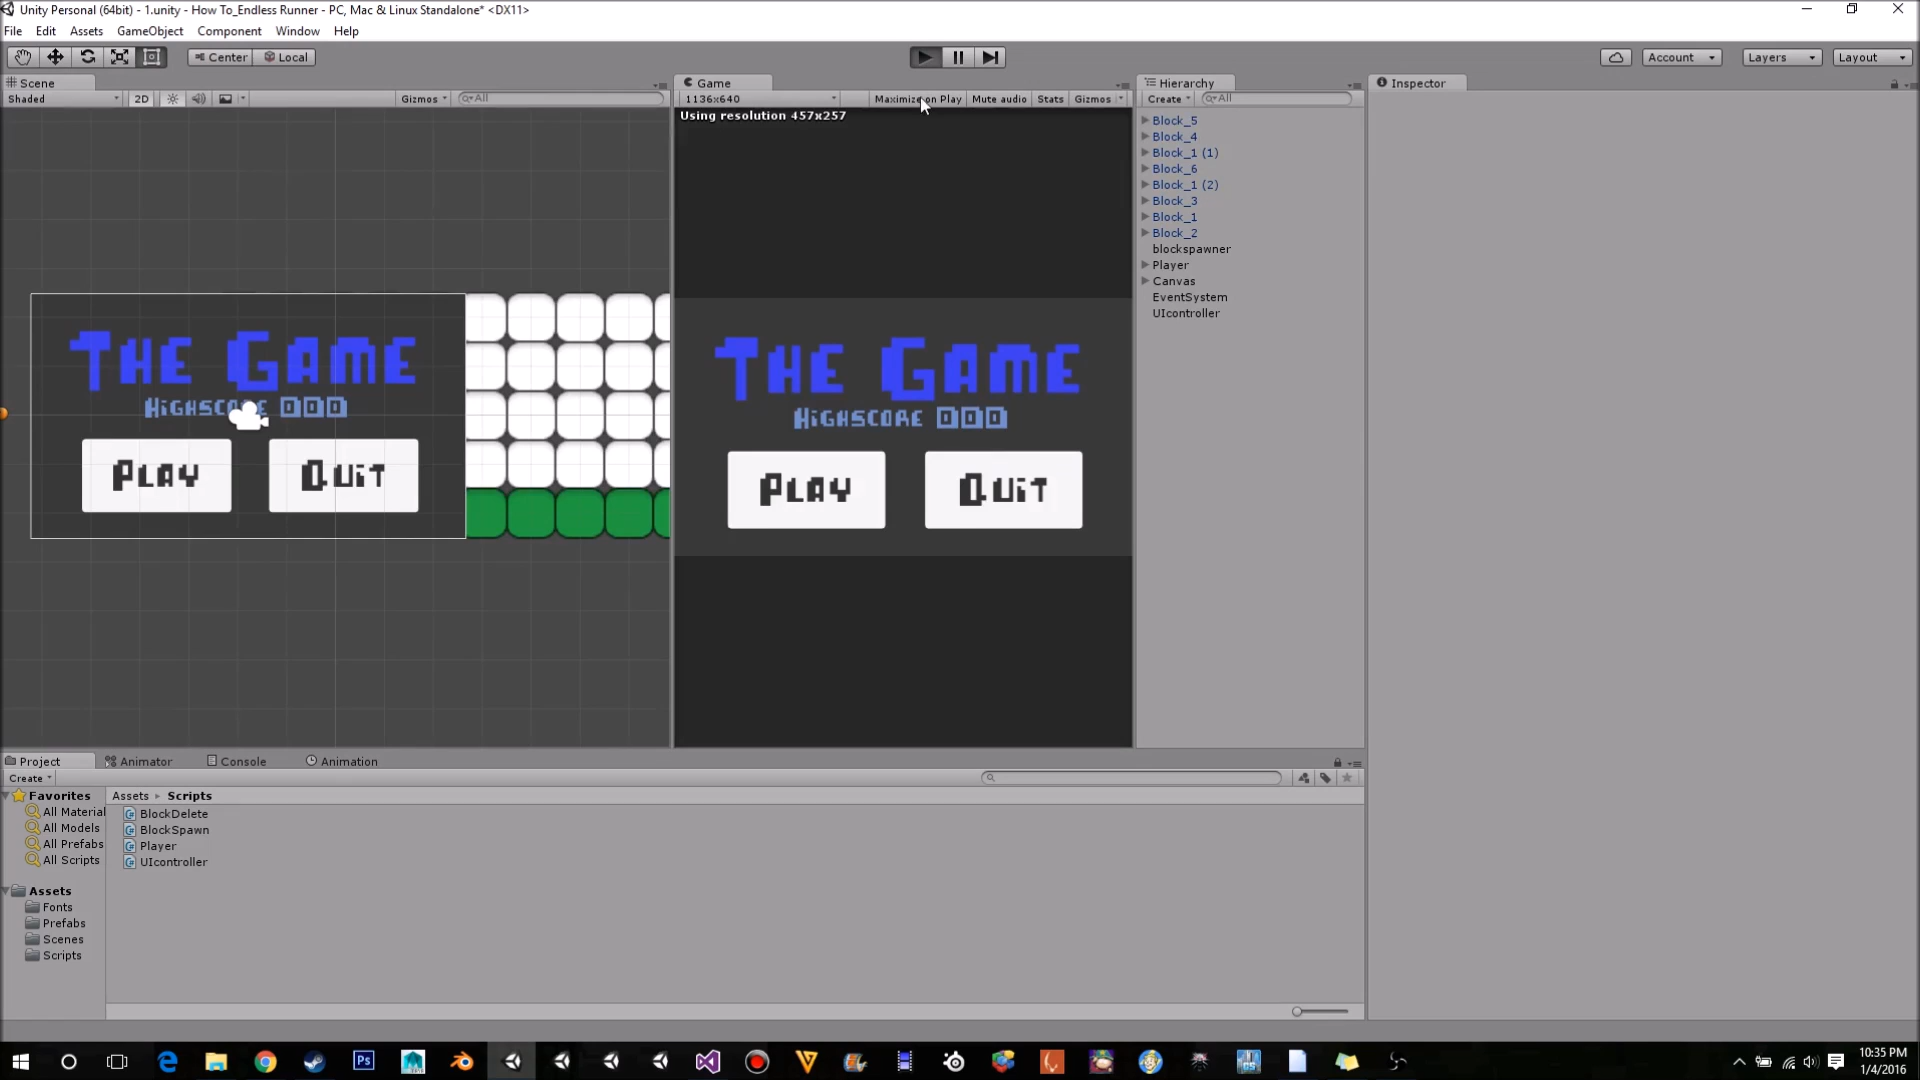 Unity Personal (64bit) - 1.unity - How To_Endless Runner - PC, Mac & Linux Standalone* <DX11>
File Edit Assets GameObject Component Window Help
Center Local Account Layers Layout
Scene Game Hierarchy Inspector
Shaded 2D Gizmos All 1136x640 Maximize on Play Mute audio Stats Gizmos Create All
Using resolution 457x257
Block_5
Block_4
Block_1 (1)
Block_6
Block_1 (2)
Block_3
Block_1
Block_2
blockspawner
Player
Canvas
EventSystem
UIcontroller
THE GAME
HIGHSCORE 000
PLAY QUIT
THE GAME
HIGHSCORE 000
PLAY QUIT
Project Animator Console Animation
Create
Favorites
All Material
All Models
All Prefabs
All Scripts
Assets
Fonts
Prefabs
Scenes
Scripts
Assets Scripts
BlockDelete
BlockSpawn
Player
UIcontroller
Ps
10:35 PM
1/4/2016